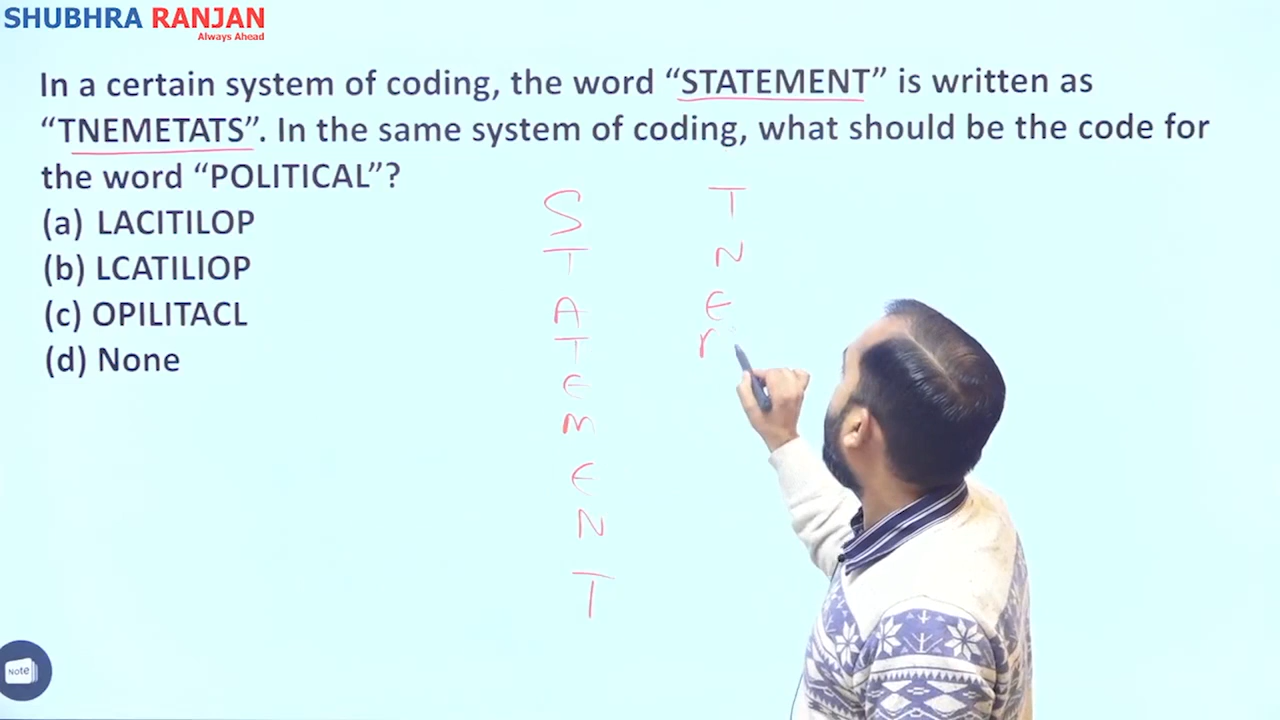 SHUBHRA RANJAN
Always Ahead
In a certain system of coding, the word “STATEMENT” is written as
“TNEMETATS”. In the same system of coding, what should be the code for
the word “POLITICAL”?
(a) LACITILOP
(b) LCATILIOP
(c) OPILITACL
(d) None
S T
T N
A E
T
E
M
E
N
T
Note